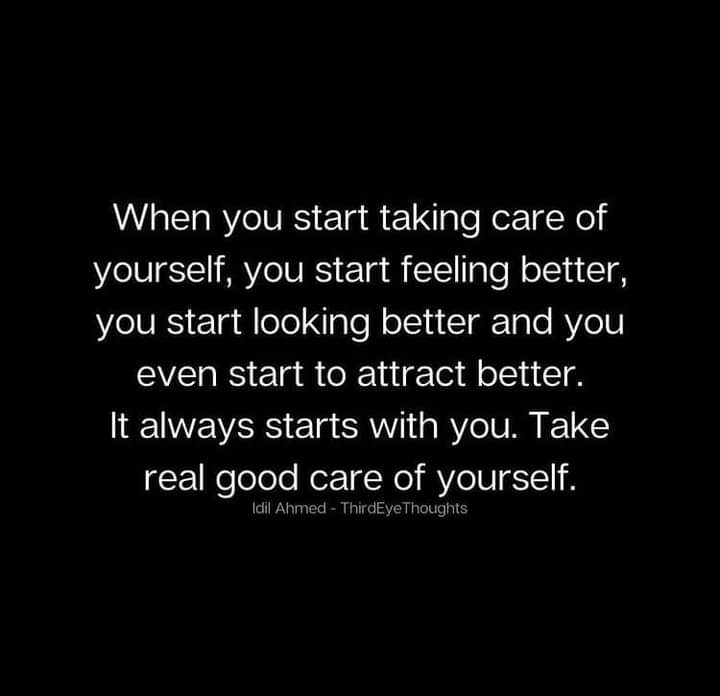 When you start taking care of
yourself, you start feeling better,
you start looking better and you
even start to attract better.
It always starts with you. Take
real good care of yourself.
Idil Ahmed - ThirdEyeThoughts